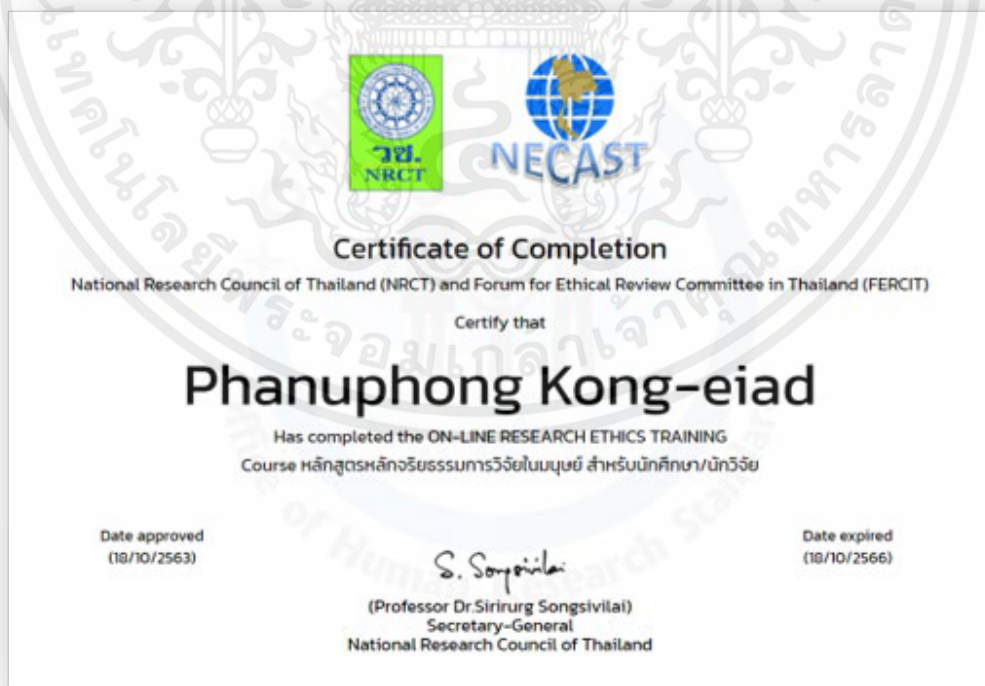 วช.
NRCT
NECAST
Certificate of Completion
National Research Council of Thailand (NRCT) and Forum for Ethical Review Committee in Thailand (FERCIT)
Certify that
Phanuphong Kong-eiad
Has completed the ON-LINE RESEARCH ETHICS TRAINING
Course หลักสูตรหลักจริยธรรมการวิจัยในมนุษย์ สำหรับนักศึกษา/นักวิจัย
Date approved
(18/10/2563)
Date expired
(18/10/2566)
S. Songsivilai
(Professor Dr.Sirirurg Songsivilai)
Secretary-General
National Research Council of Thailand